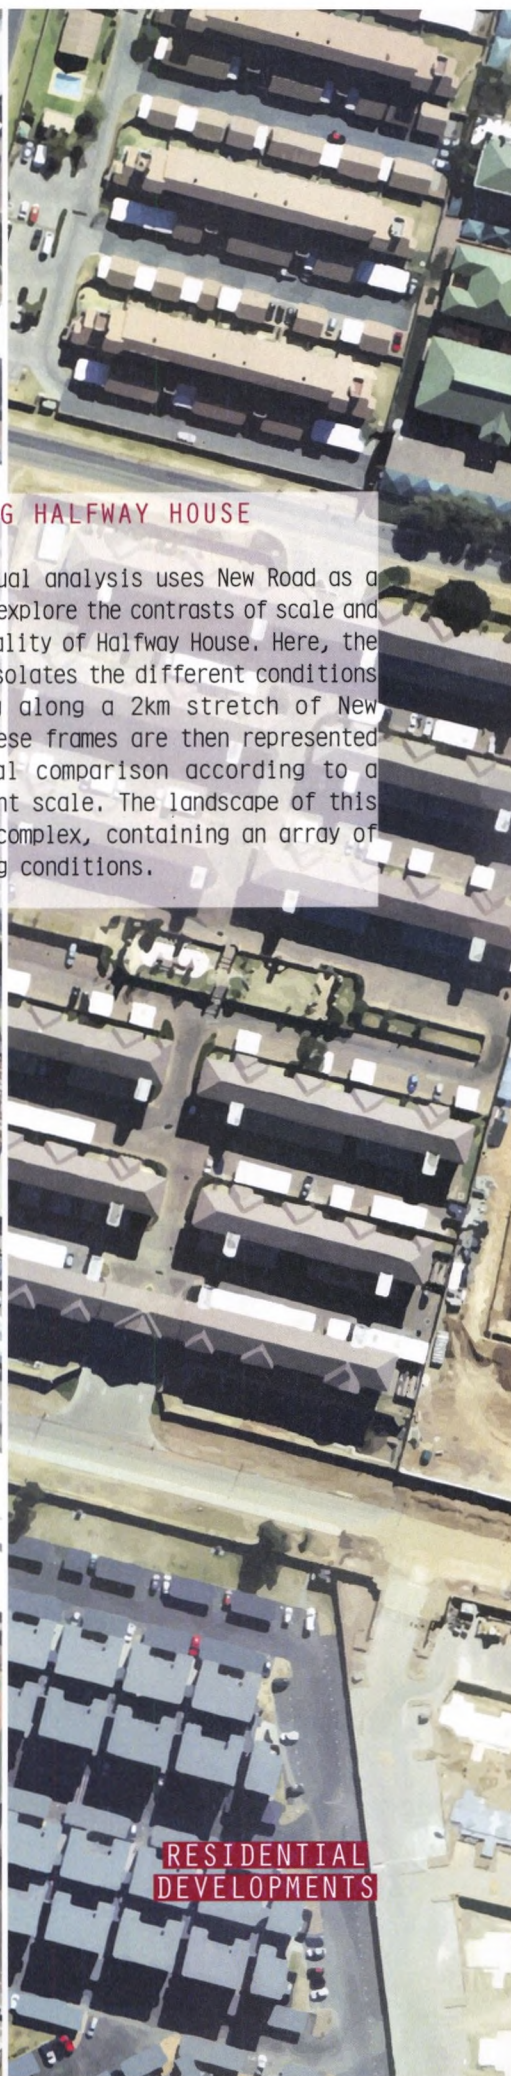 G HALFWAY HOUSE
ual analysis uses New Road as a
explore the contrasts of scale and
ality of Halfway House. Here, the
solates the different conditions
along a 2km stretch of New
ese frames are then represented
al comparison according to a
nt scale. The landscape of this
complex, containing an array of
g conditions.
RESIDENTIAL
DEVELOPMENTS